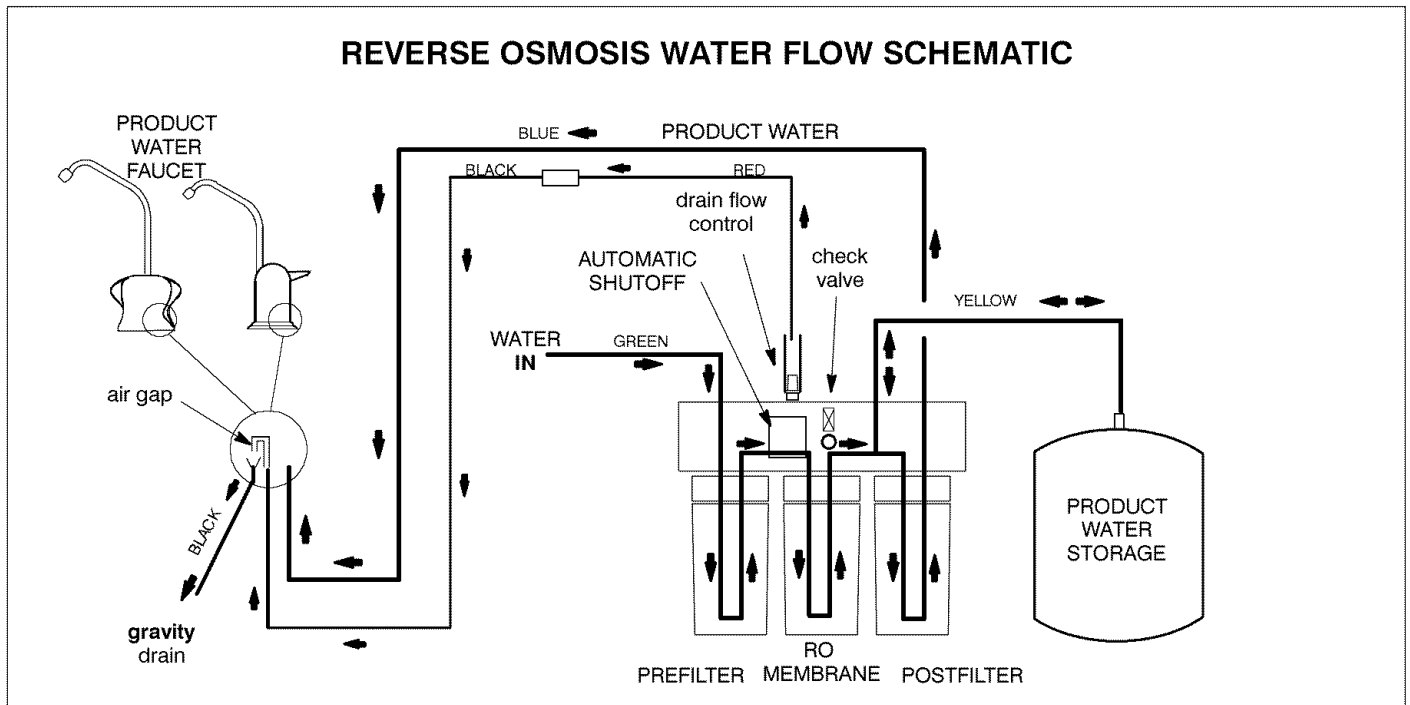 REVERSE OSMOSIS WATER FLOW SCHEMATIC
PRODUCT
WATER
FAUCET
BLUE
PRODUCT WATER
BLACK
RED
drain flow
control
AUTOMATIC
SHUTOFF
check
valve
YELLOW
WATER
IN
GREEN
air gap
BLACK
gravity
drain
PRODUCT
WATER
STORAGE
PREFILTER
RO
MEMBRANE
POSTFILTER